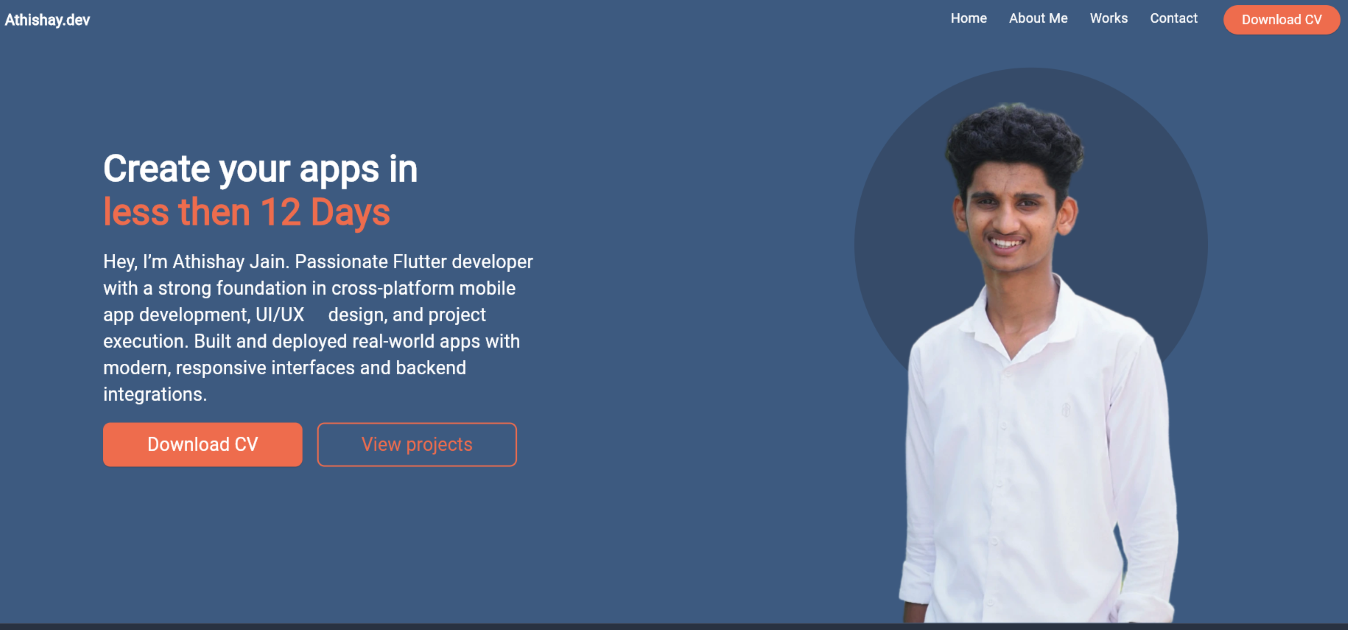 Athishay.dev
Home About Me Works Contact Download CV
Create your apps in
less then 12 Days
Hey, I'm Athishay Jain. Passionate Flutter developer
with a strong foundation in cross-platform mobile
app development, UI/UX design, and project
execution. Built and deployed real-world apps with
modern, responsive interfaces and backend
integrations.
Download CV View projects